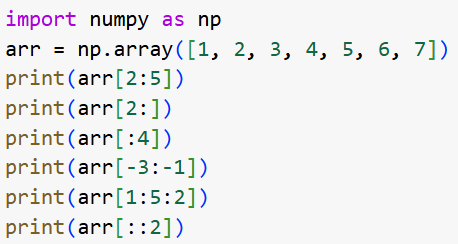 import numpy as np
arr = np.array([1, 2, 3, 4, 5, 6, 7])
print(arr[2:5])
print(arr[2:])
print(arr[:4])
print(arr[-3:-1])
print(arr[1:5:2])
print(arr[::2])